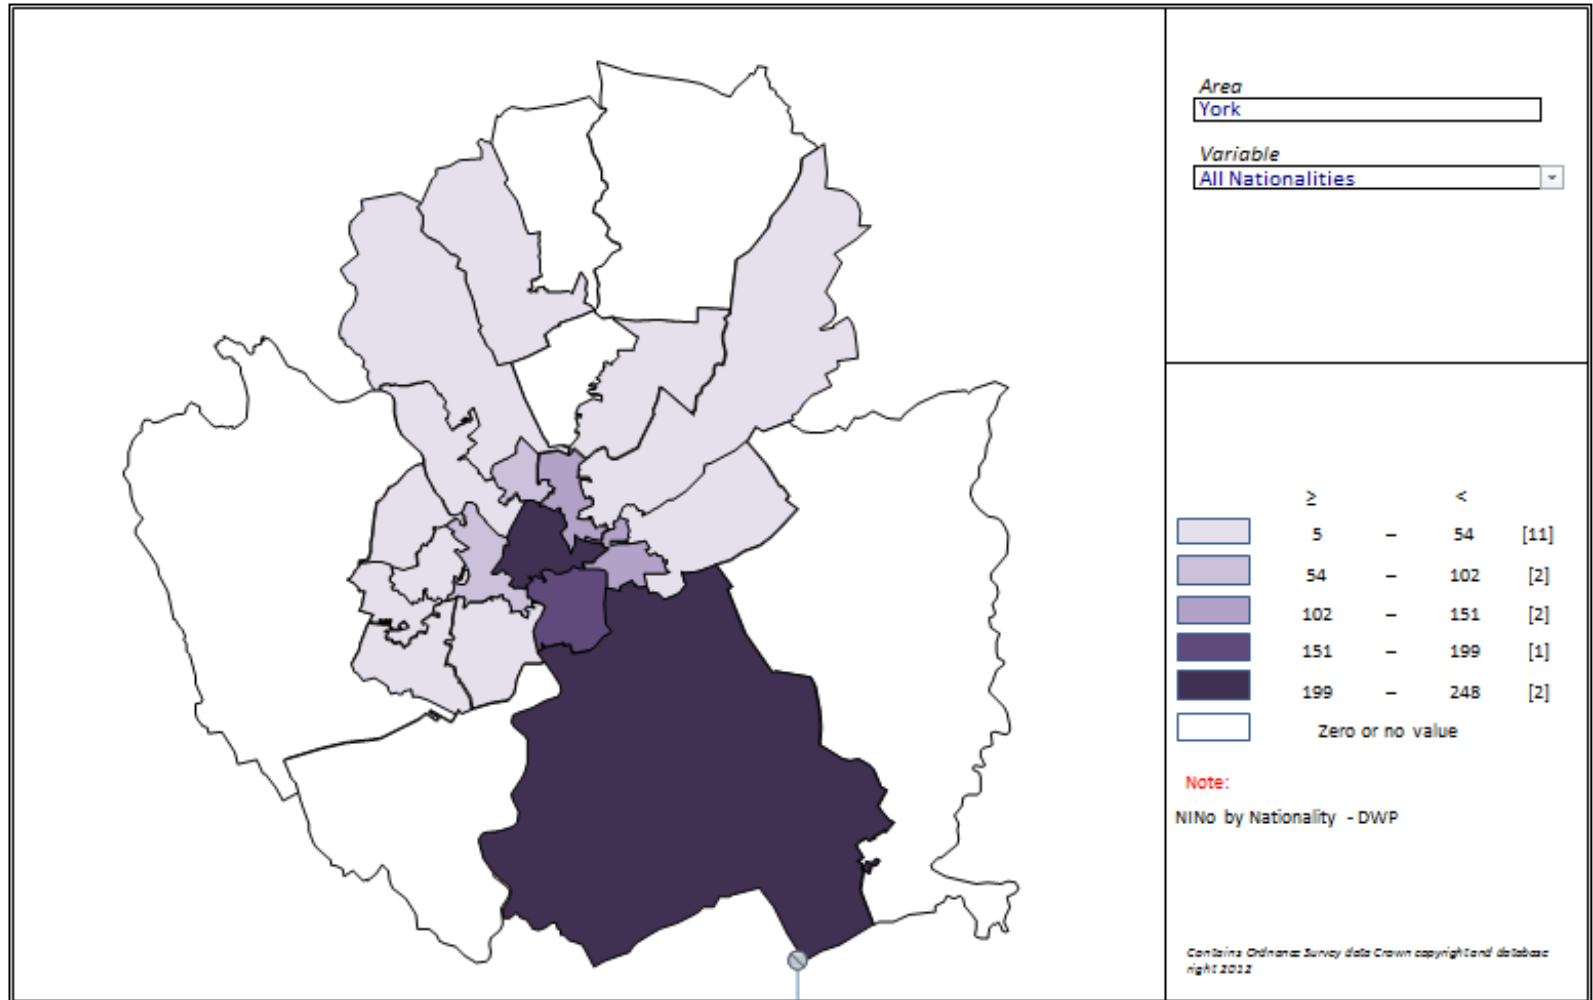 Area
York
Variable
All Nationalities
≥ <
5 – 54 [11]
54 – 102 [2]
102 – 151 [2]
151 – 199 [1]
199 – 248 [2]
Zero or no value
Note:
NINo by Nationality - DWP
Contains Ordnance Survey data Crown copyright and database
right 2012